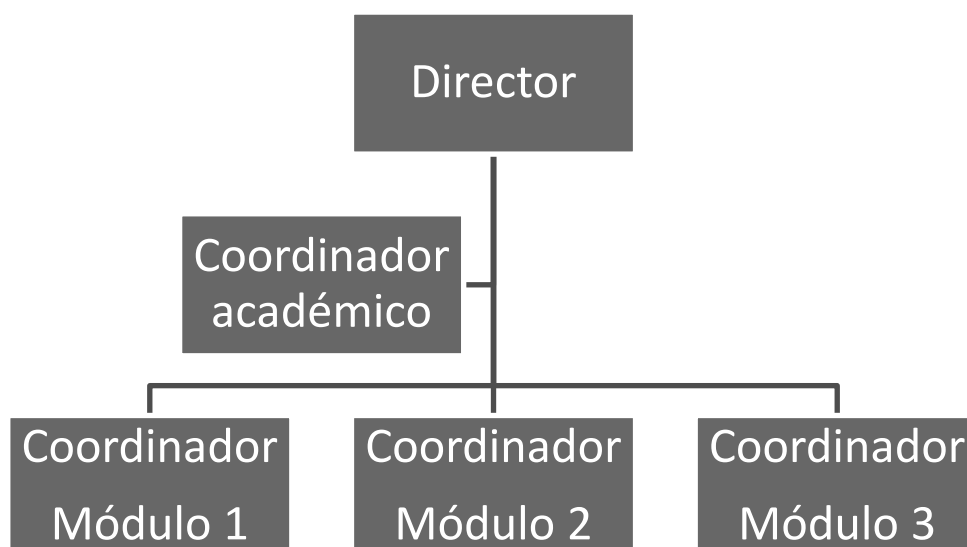 Director
Coordinador
académico
Coordinador
Módulo 1
Coordinador
Módulo 2
Coordinador
Módulo 3